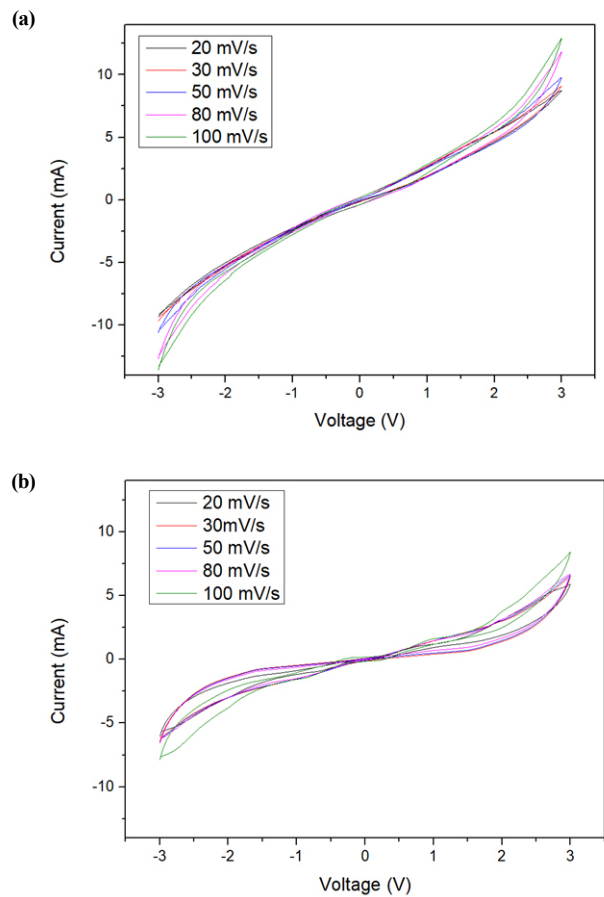 (a)
20 mV/s
30 mV/s
50 mV/s
80 mV/s
100 mV/s
10
5
0
-5
-10
Current (mA)
-3 -2 -1 0 1 2 3
Voltage (V)
(b)
20 mV/s
30mV/s
50 mV/s
80 mV/s
100 mV/s
10
5
0
-5
-10
Current (mA)
-3 -2 -1 0 1 2 3
Voltage (V)